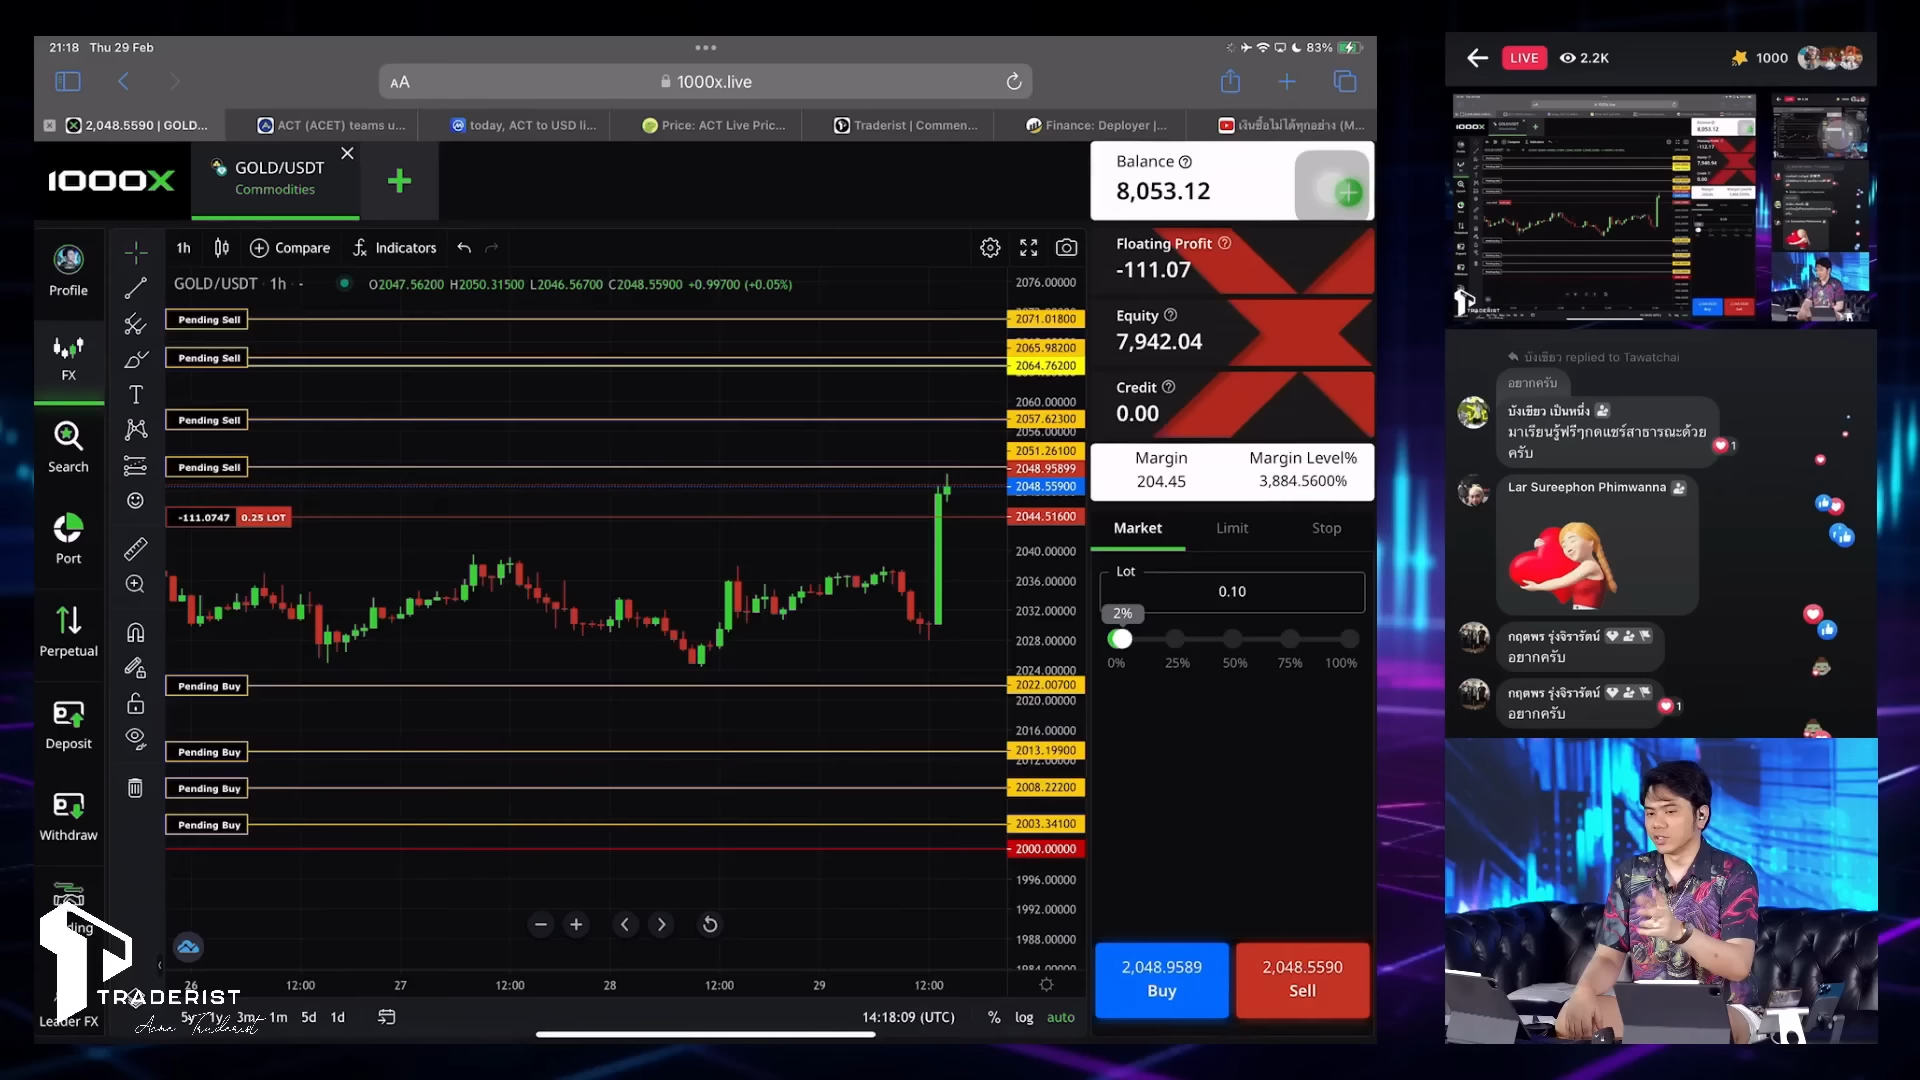 21:18 Thu 29 Feb
83%
AA
1000x.live
2,048.5590 | GOLD...
ACT (ACET) teams u...
today, ACT to USD li...
Price: ACT Live Pric...
Traderist | Commen...
Finance: Deployer |...
เงินซื้อไม่ได้ทุกอย่าง (M...
1000X
GOLD/USDT
Commodities
Balance
8,053.12
Floating Profit
-111.07
Equity
7,942.04
Credit
0.00
Margin
204.45
Margin Level%
3,884.5600%
Market Limit Stop
Lot
0.10
2%
0% 25% 50% 75% 100%
2,048.9589
Buy
2,048.5590
Sell
Profile
FX
Search
Port
Perpetual
Deposit
Withdraw
Leader FX
1h
Compare
Indicators
GOLD/USDT · 1h · -
O2047.56200 H2050.31500 L2046.56700 C2048.55900 +0.99700 (+0.05%)
Pending Sell
Pending Sell
Pending Sell
Pending Sell
-111.0747 0.25 LOT
Pending Buy
Pending Buy
Pending Buy
Pending Buy
2076.00000
2071.01800
2065.98200
2064.76200
2060.00000
2057.62300
2056.00000
2051.26100
2048.95899
2048.55900
2044.51600
2040.00000
2036.00000
2032.00000
2028.00000
2024.00000
2022.00700
2020.00000
2016.00000
2013.19900
2012.00000
2008.22200
2003.34100
2000.00000
1996.00000
1992.00000
1988.00000
1984.00000
26 12:00 27 12:00 28 12:00 29 12:00
5y 1y 3m 1m 5d 1d
14:18:09 (UTC)
% log auto
TRADERIST
LIVE
2.2K
1000
บังเขียว replied to Tawatchai
อยากครับ
บังเขียว เป็นหนึ่ง
มาเรียนรู้ฟรีๆกดแชร์สาธารณะด้วย
ครับ
1
Lar Sureephon Phimwanna
กฤตพร รุ่งจิรารัตน์
อยากครับ
กฤตพร รุ่งจิรารัตน์
อยากครับ
1